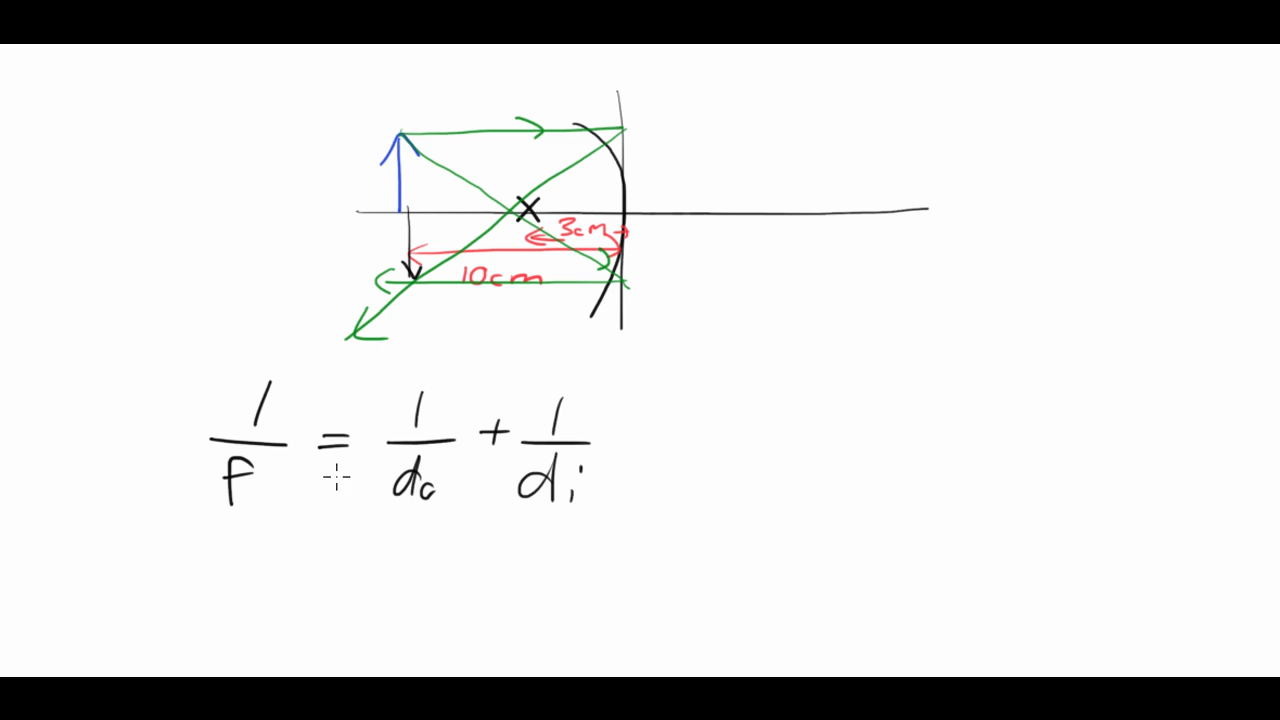 3cm
10cm
1/F = 1/do + 1/di